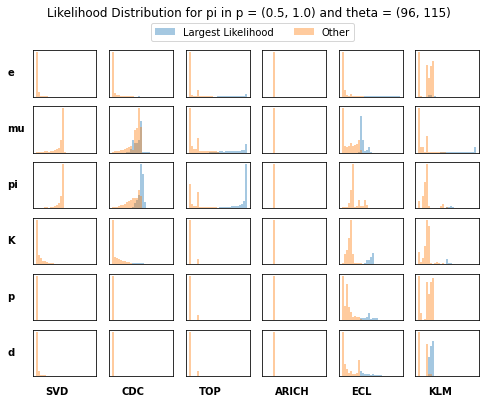 Likelihood Distribution for pi in p = (0.5, 1.0) and theta = (96, 115)
Largest Likelihood Other
e
mu
pi
K
p
d
SVD CDC TOP ARICH ECL KLM